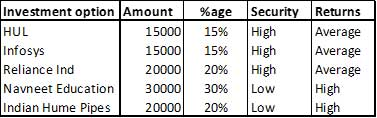 Investment option Amount %age Security Returns
HUL 15000 15% High Average
Infosys 15000 15% High Average
Reliance Ind 20000 20% High Average
Navneet Education 30000 30% Low High
Indian Hume Pipes 20000 20% Low High